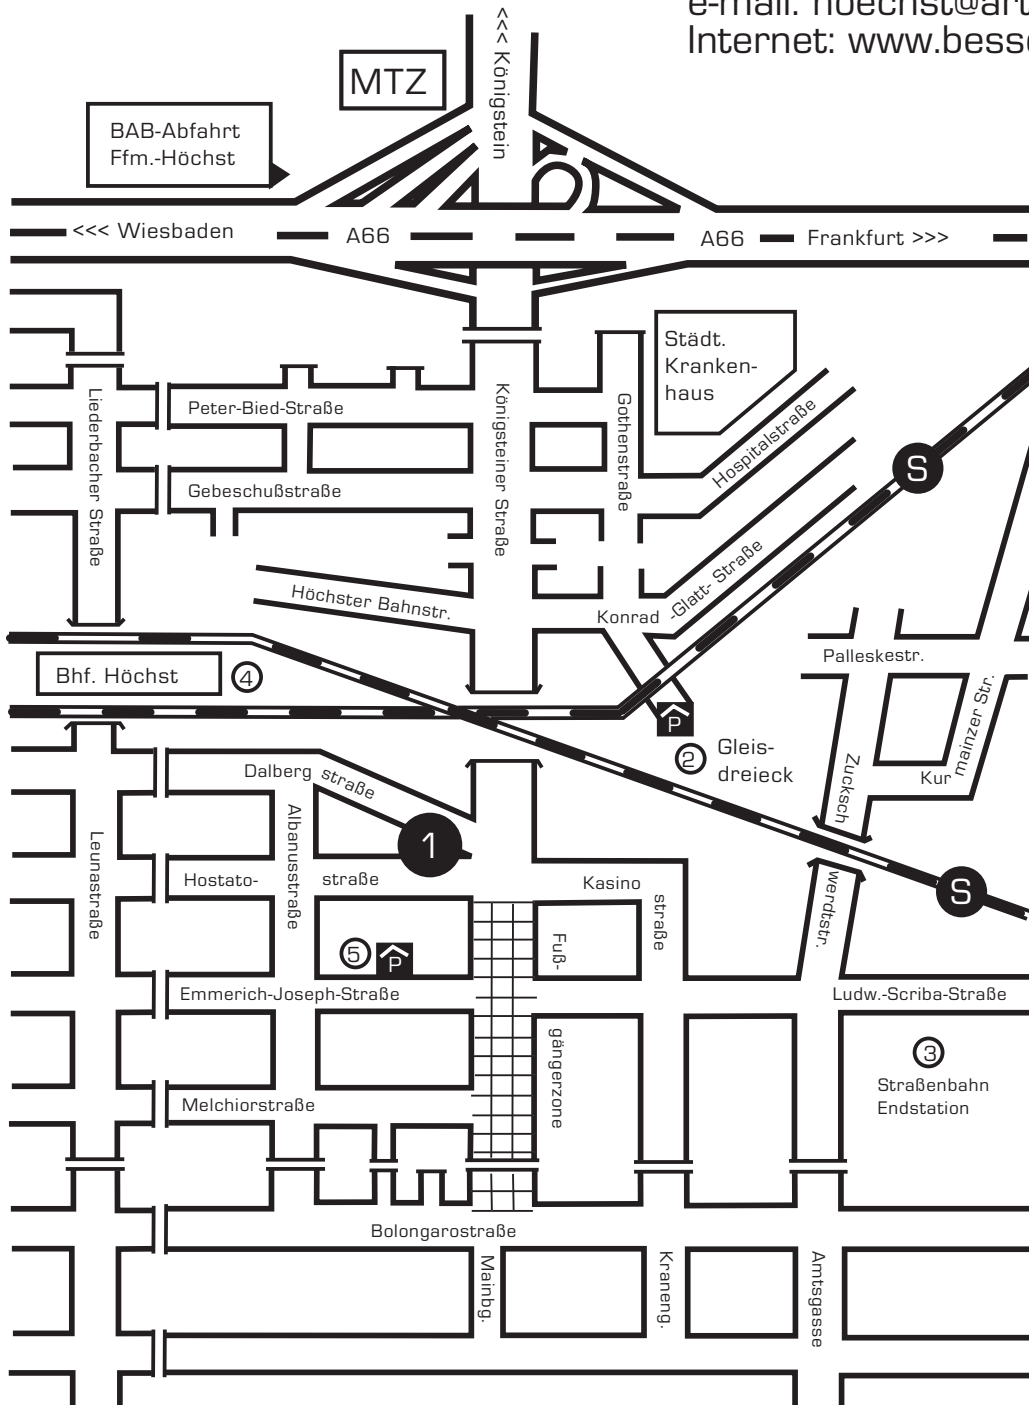 e-mail: hoechst@art
Internet: www.bess
<<< Königstein
MTZ
BAB-Abfahrt
Ffm.-Höchst
<<< Wiesbaden
A66
A66
Frankfurt >>>
Städt.
Kranken-
haus
Liederbacher Straße
Peter-Bied-Straße
Königsteiner Straße
Gothenstraße
Hospitalstraße
S
Gebeschußstraße
Höchster Bahnstr.
Konrad
-Glatt- Straße
Palleskestr.
Bhf. Höchst
4
P
2
Gleis-
dreieck
Kur
mainzer Str.
Zucksch
werdtstr.
Dalberg
straße
Albanusstraße
Leunastraße
1
Hostato-
straße
Kasino
straße
S
5
P
Fuß-
gängerzone
Emmerich-Joseph-Straße
Ludw.-Scriba-Straße
3
Straßenbahn
Endstation
Melchiorstraße
Bolongarostraße
Mainbg.
Kraneng.
Amtsgasse